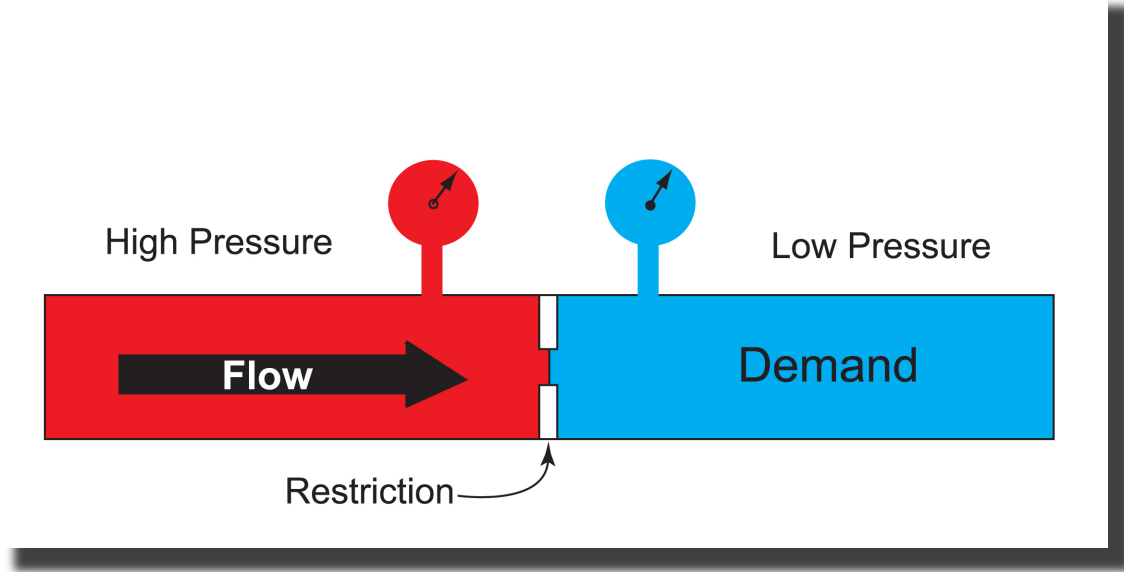 High Pressure
Low Pressure
Flow
Demand
Restriction